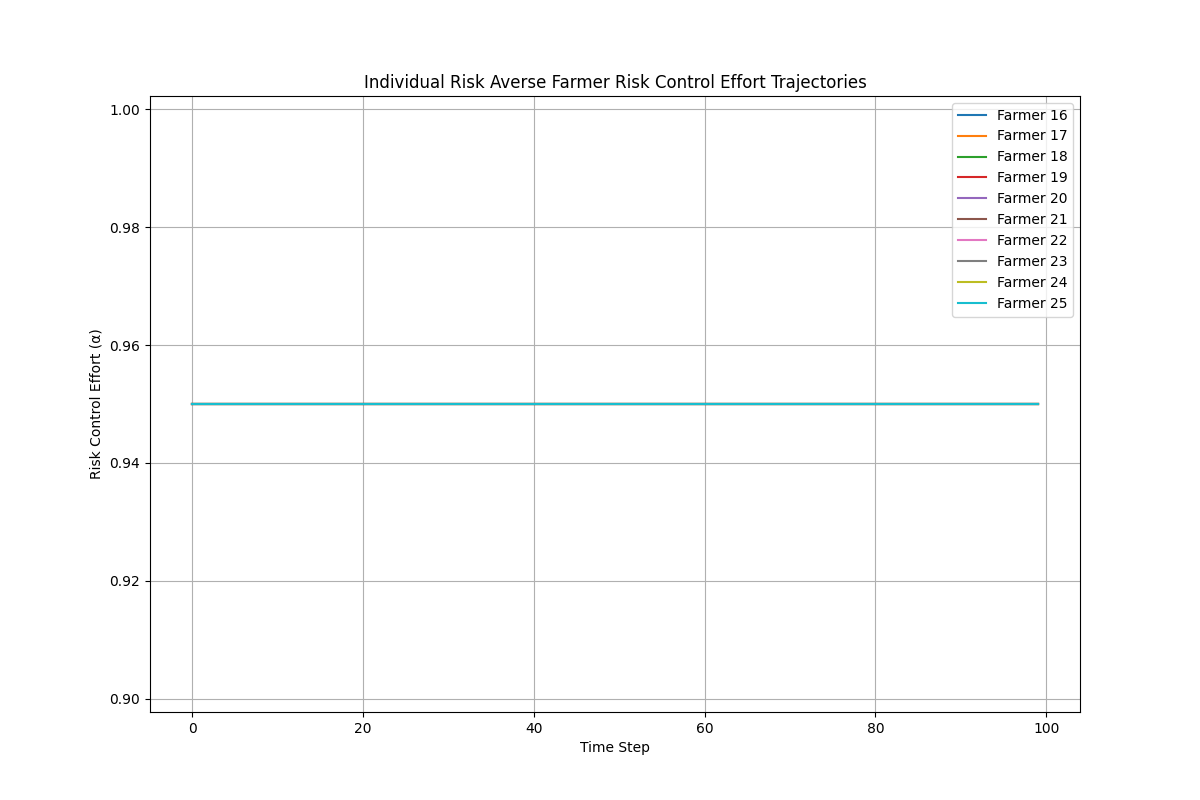 Individual Risk Averse Farmer Risk Control Effort Trajectories
1.00
0.98
0.96
0.94
0.92
0.90
Risk Control Effort (α)
Farmer 16
Farmer 17
Farmer 18
Farmer 19
Farmer 20
Farmer 21
Farmer 22
Farmer 23
Farmer 24
Farmer 25
0 20 40 60 80 100
Time Step